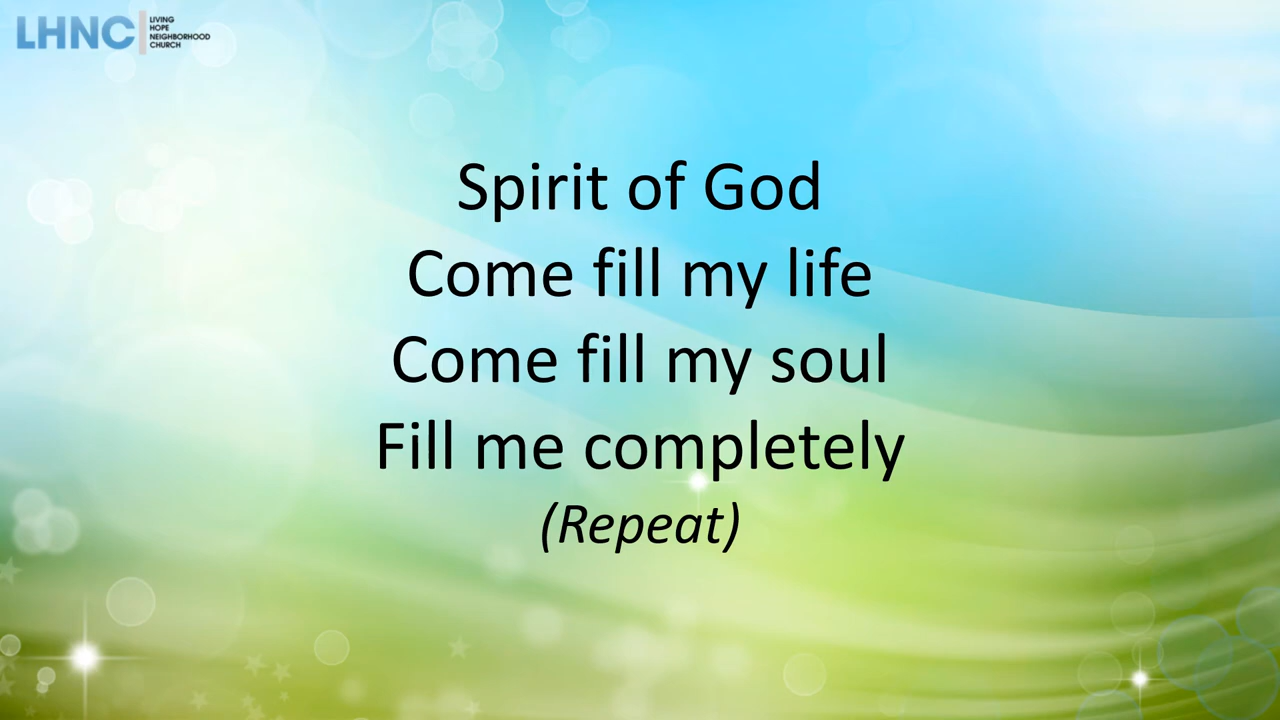 LHNC
LIVING
HOPE
NEIGHBORHOOD
CHURCH
Spirit of God
Come fill my life
Come fill my soul
Fill me completely
(Repeat)